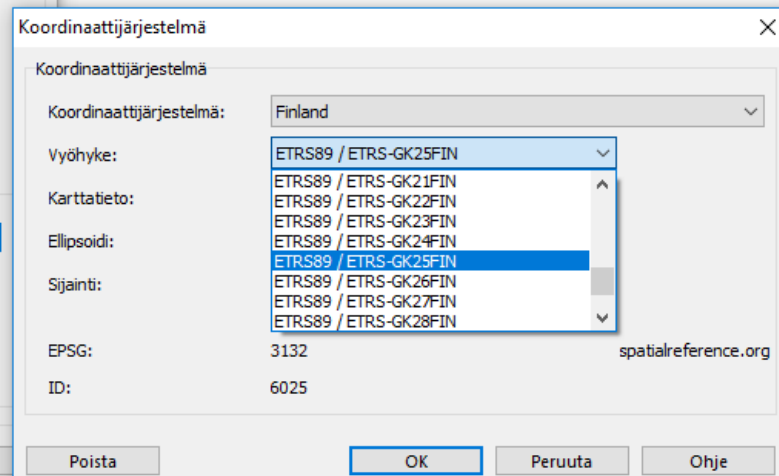 Koordinaattijärjestelmä
Koordinaattijärjestelmä
Koordinaattijärjestelmä: Finland
Vyöhyke: ETRS89 / ETRS-GK25FIN
ETRS89 / ETRS-GK21FIN
Karttatieto: ETRS89 / ETRS-GK22FIN
ETRS89 / ETRS-GK23FIN
Ellipsoidi: ETRS89 / ETRS-GK24FIN
ETRS89 / ETRS-GK25FIN
Sijainti: ETRS89 / ETRS-GK26FIN
ETRS89 / ETRS-GK27FIN
ETRS89 / ETRS-GK28FIN
EPSG: 3132 spatialreference.org
ID: 6025
Poista OK Peruuta Ohje